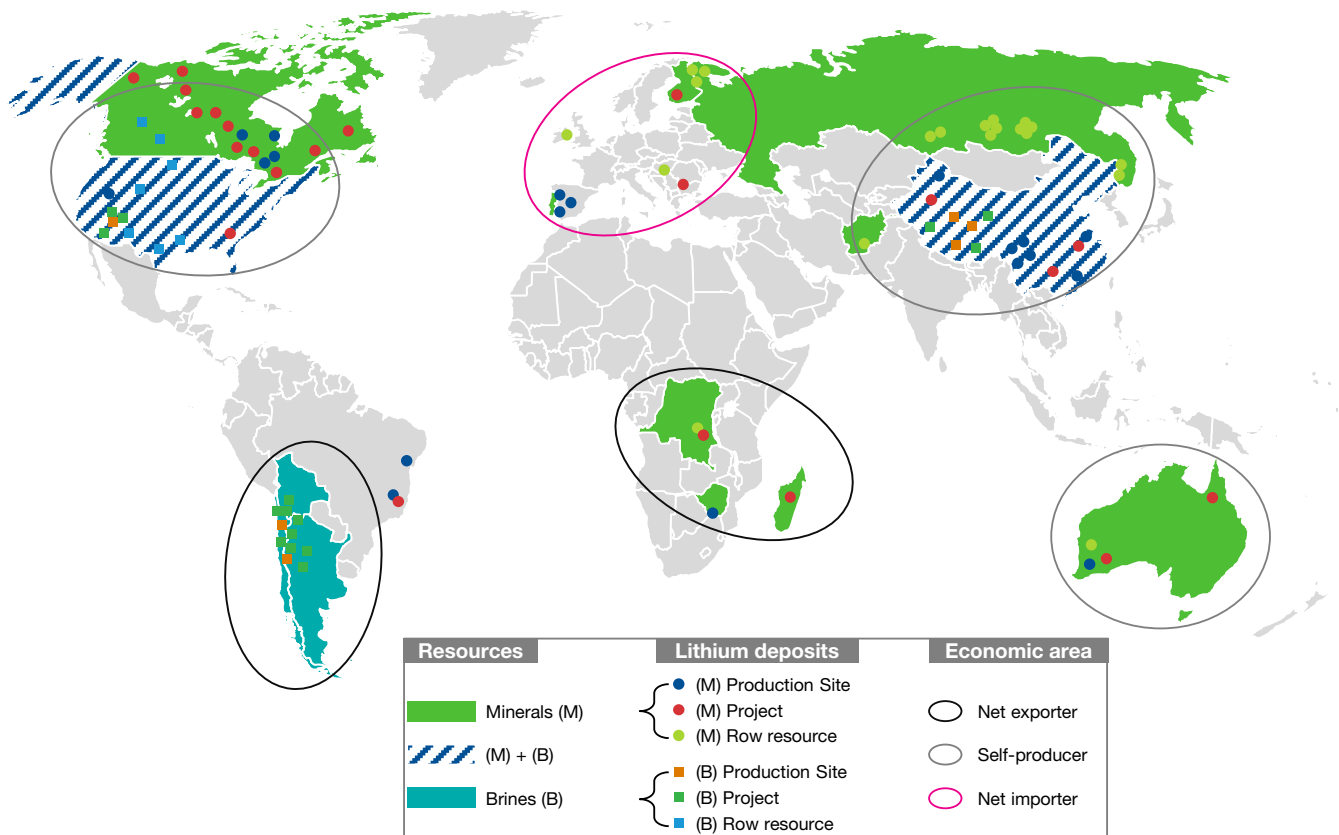 Resources
Lithium deposits
Economic area
Minerals (M)
(M) + (B)
Brines (B)
(M) Production Site
(M) Project
(M) Row resource
(B) Production Site
(B) Project
(B) Row resource
Net exporter
Self-producer
Net importer